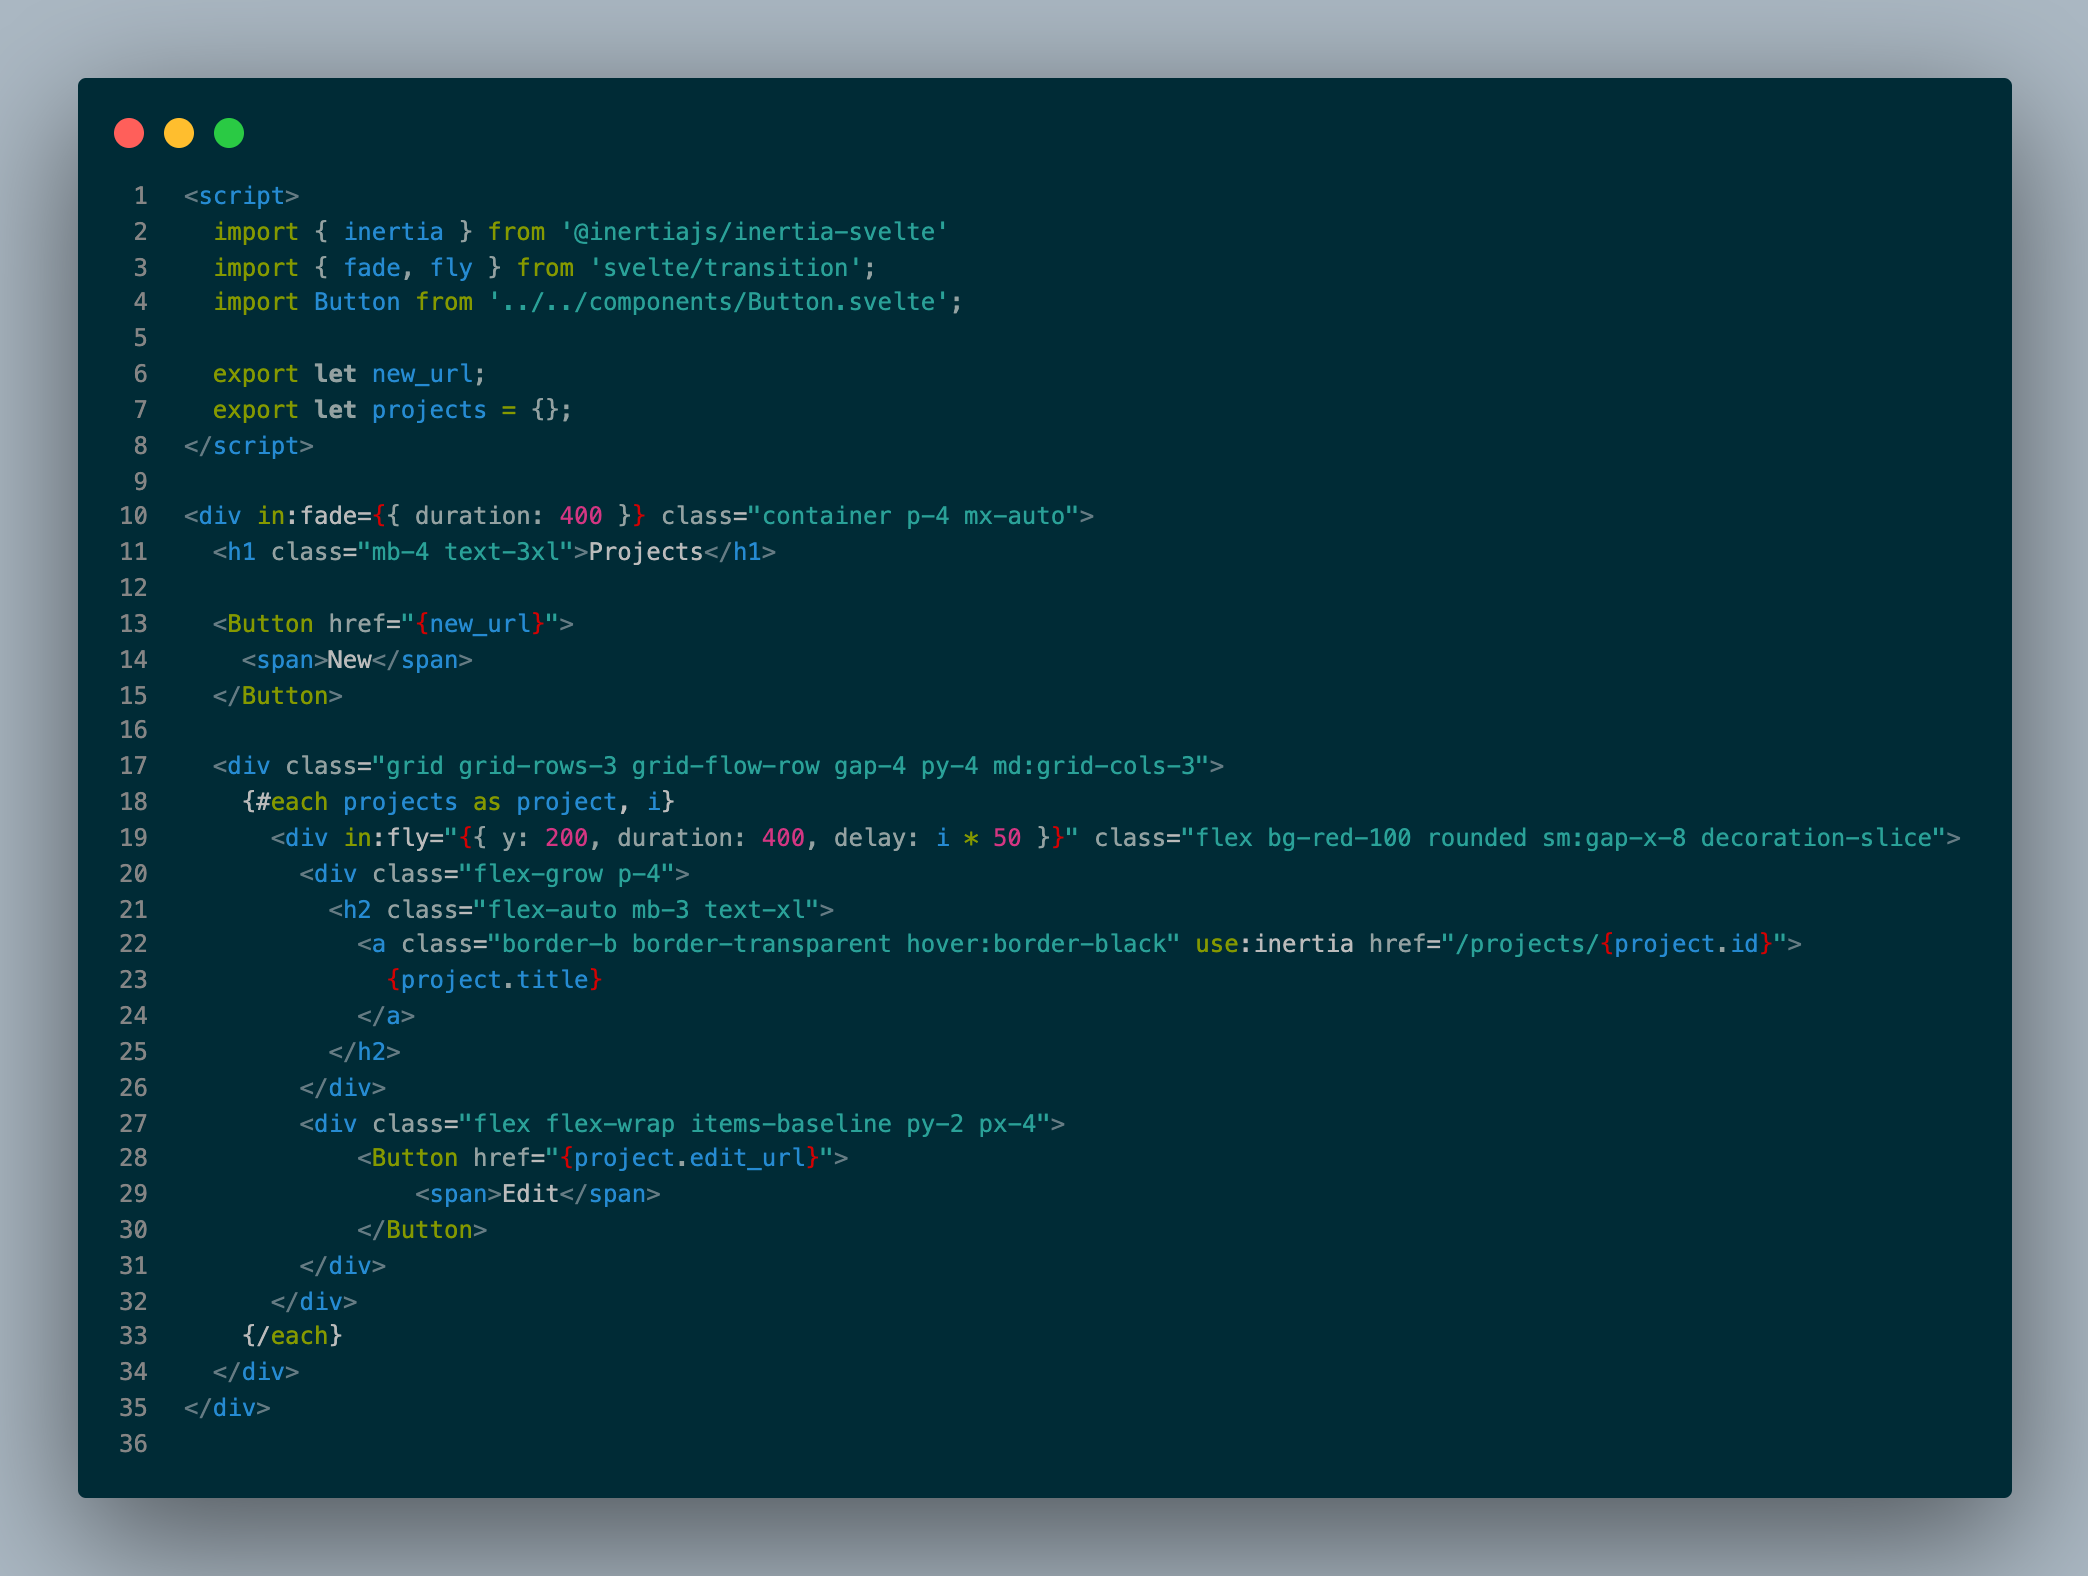 1 <script>
2   import { inertia } from '@inertiajs/inertia-svelte'
3   import { fade, fly } from 'svelte/transition';
4   import Button from '../../components/Button.svelte';
5
6   export let new_url;
7   export let projects = {};
8 </script>
9
10 <div in:fade={{ duration: 400 }} class="container p-4 mx-auto">
11   <h1 class="mb-4 text-3xl">Projects</h1>
12
13   <Button href="{new_url}">
14     <span>New</span>
15   </Button>
16
17   <div class="grid grid-rows-3 grid-flow-row gap-4 py-4 md:grid-cols-3">
18     {#each projects as project, i}
19       <div in:fly="{{ y: 200, duration: 400, delay: i * 50 }}" class="flex bg-red-100 rounded sm:gap-x-8 decoration-slice">
20         <div class="flex-grow p-4">
21           <h2 class="flex-auto mb-3 text-xl">
22             <a class="border-b border-transparent hover:border-black" use:inertia href="/projects/{project.id}">
23               {project.title}
24             </a>
25           </h2>
26         </div>
27         <div class="flex flex-wrap items-baseline py-2 px-4">
28             <Button href="{project.edit_url}">
29                 <span>Edit</span>
30             </Button>
31         </div>
32       </div>
33     {/each}
34   </div>
35 </div>
36